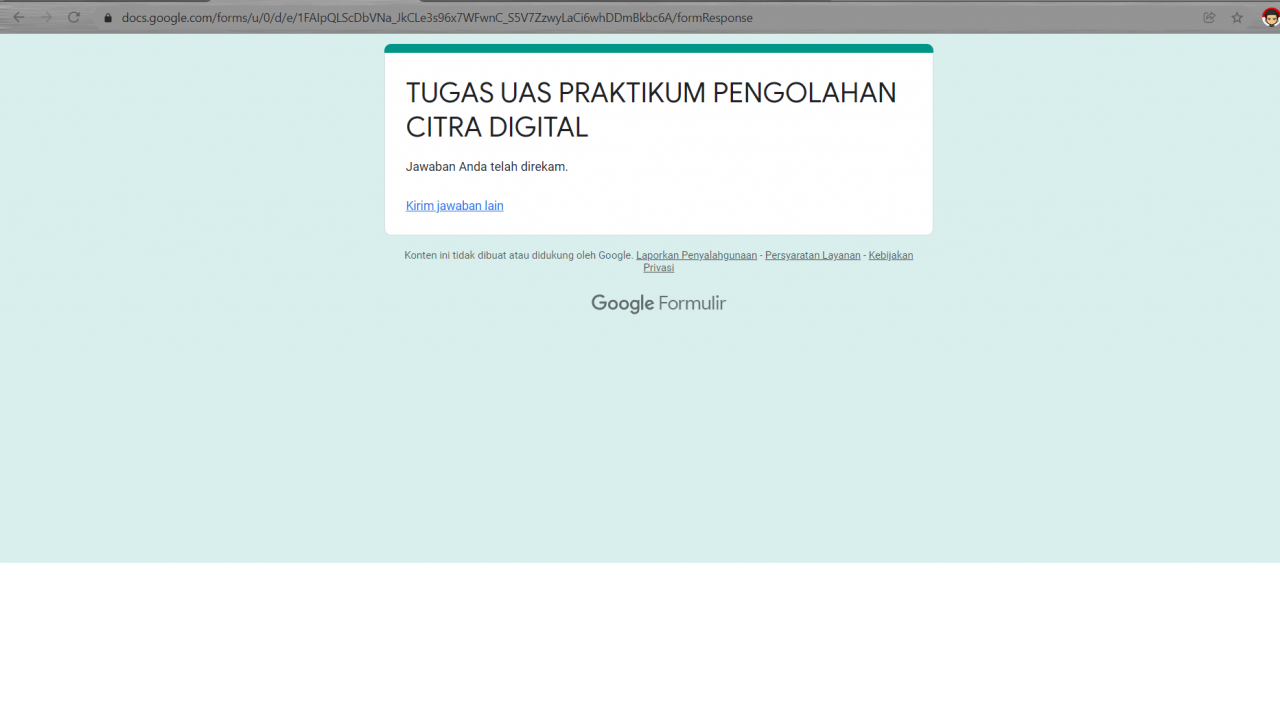 docs.google.com/forms/u/0/d/e/1FAIpQLScDbVNa_JkCLe3s96x7WFwnC_S5V7ZzwyLaCi6whDDmBkbc6A/formResponse
TUGAS UAS PRAKTIKUM PENGOLAHAN
CITRA DIGITAL
Jawaban Anda telah direkam.
Kirim jawaban lain
Konten ini tidak dibuat atau didukung oleh Google. Laporkan Penyalahgunaan - Persyaratan Layanan - Kebijakan
Privasi
Google Formulir